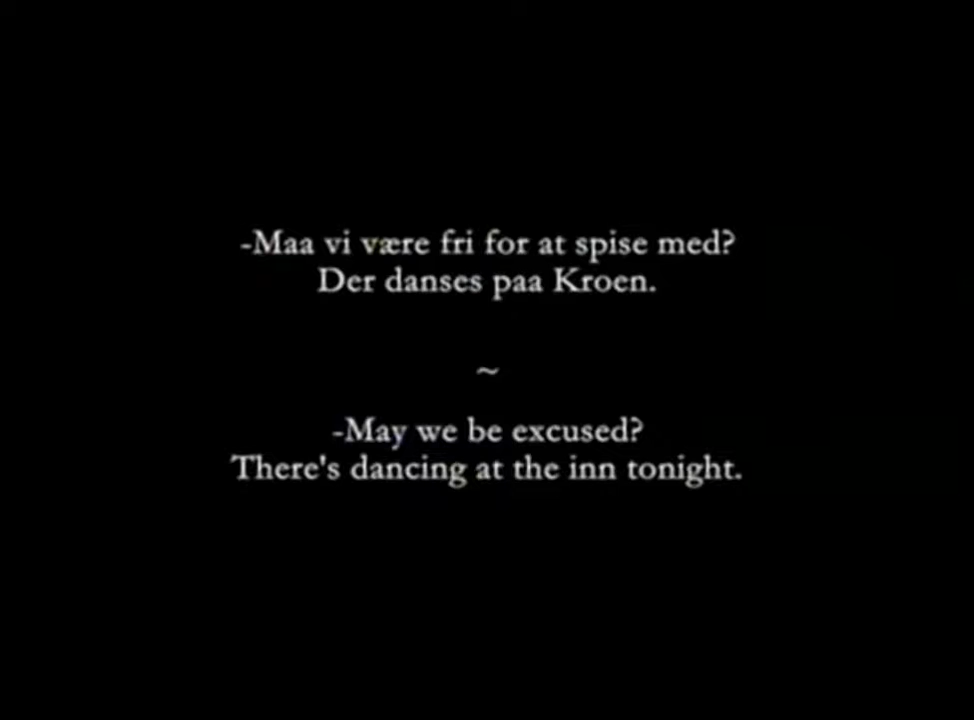 -Maa vi være fri for at spise med?
Der danses paa Kroen.
~
-May we be excused?
There's dancing at the inn tonight.